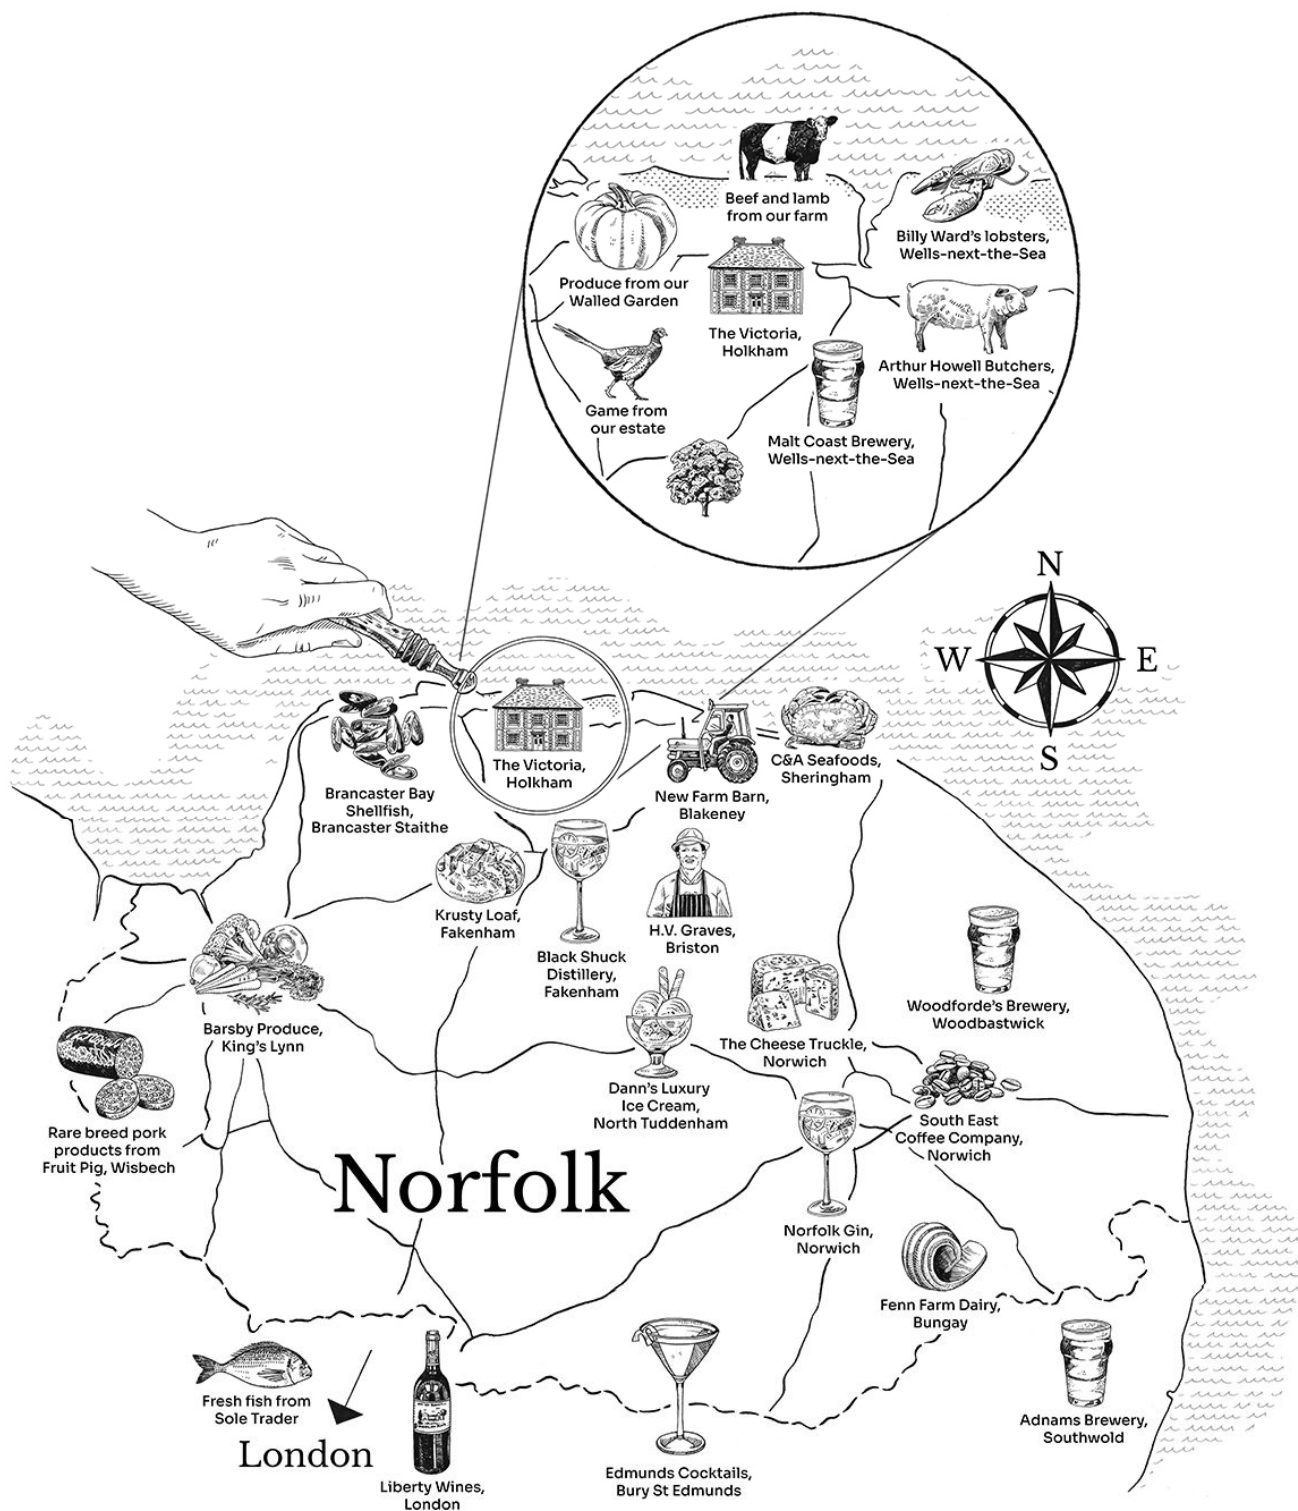 Beef and lamb
from our farm
Billy Ward's lobsters,
Wells-next-the-Sea
Produce from our
Walled Garden
The Victoria,
Holkham
Arthur Howell Butchers,
Wells-next-the-Sea
Game from
our estate
Malt Coast Brewery,
Wells-next-the-Sea
N
W
E
S
The Victoria,
Holkham
C&A Seafoods,
Sheringham
Brancaster Bay
Shellfish,
Brancaster Staithe
New Farm Barn,
Blakeney
Krusty Loaf,
Fakenham
H.V. Graves,
Briston
Black Shuck
Distillery,
Fakenham
Woodforde's Brewery,
Woodbastwick
Barsby Produce,
King's Lynn
The Cheese Truckle,
Norwich
Dann's Luxury
Ice Cream,
North Tuddenham
South East
Coffee Company,
Norwich
Rare breed pork
products from
Fruit Pig, Wisbech
Norfolk
Norfolk Gin,
Norwich
Fenn Farm Dairy,
Bungay
Fresh fish from
Sole Trader
London
Adnams Brewery,
Southwold
Liberty Wines,
London
Edmunds Cocktails,
Bury St Edmunds